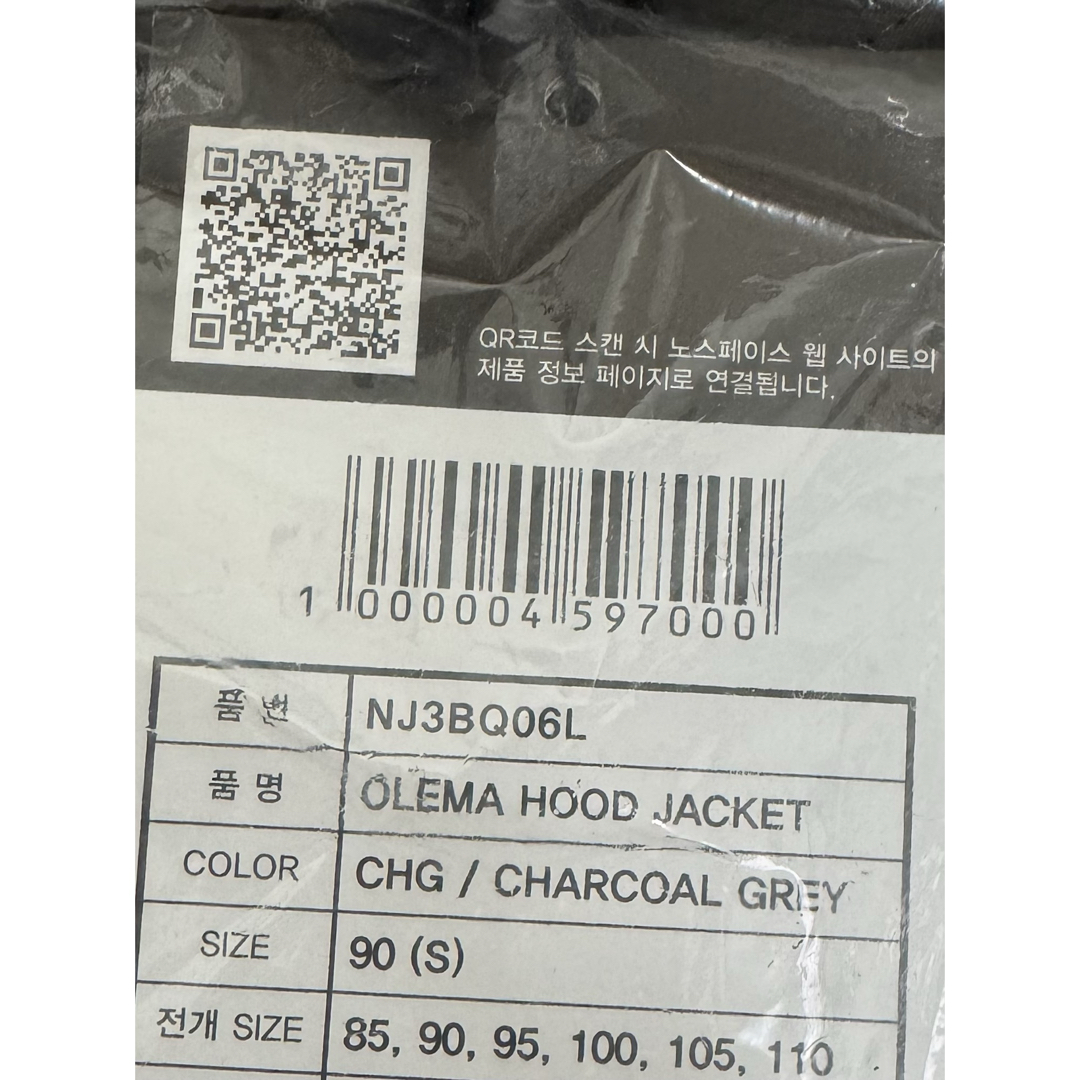 QR코드 스캔 시 노스페이스 웹 사이트의
제품 정보 페이지로 연결됩니다.
1 000004 597000
품 번 NJ3BQ06L
품 명 OLEMA HOOD JACKET
COLOR CHG / CHARCOAL GREY
SIZE 90 (S)
전개 SIZE 85, 90, 95, 100, 105, 110